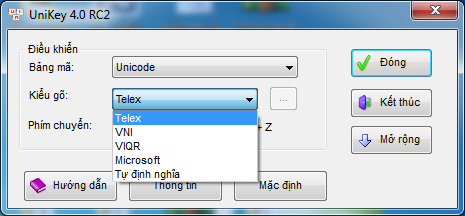 UniKey 4.0 RC2
Điều khiển
Bảng mã: Unicode
Kiểu gõ: Telex ...
Phím chuyển: + Z
Telex
VNI
VIQR
Microsoft
Tự định nghĩa
Đóng
Kết thúc
Mở rộng
Hướng dẫn
Thông tin
Mặc định